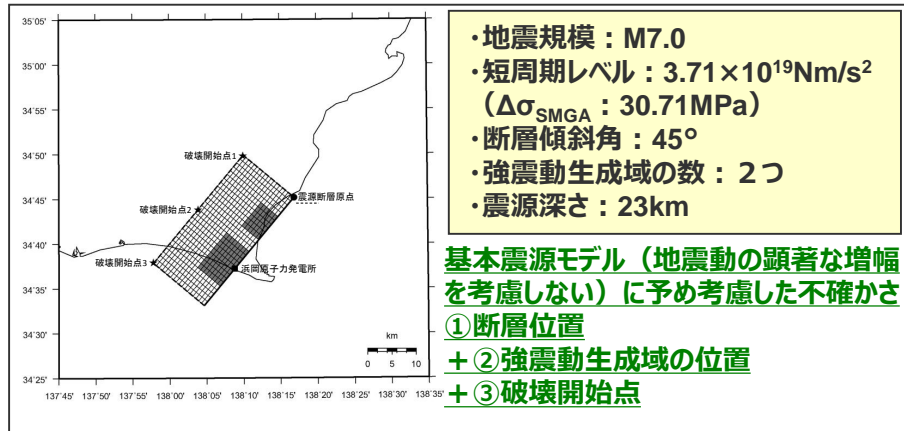 35˚05'
35˚00'
34˚55'
34˚50'
34˚45'
34˚40'
34˚35'
34˚30'
34˚25'
137˚45' 137˚50' 137˚55' 138˚00' 138˚05' 138˚10' 138˚15' 138˚20' 138˚25' 138˚30' 138˚35'
破壊開始点1
震源断層原点
破壊開始点2
破壊開始点3
浜岡原子力発電所
km
0 5 10
・地震規模：M7.0
・短周期レベル：3.71×10¹⁹Nm/s²
（ΔσSMGA：30.71MPa）
・断層傾斜角：45°
・強震動生成域の数：２つ
・震源深さ：23km
基本震源モデル（地震動の顕著な増幅
を考慮しない）に予め考慮した不確かさ
①断層位置
＋②強震動生成域の位置
＋③破壊開始点